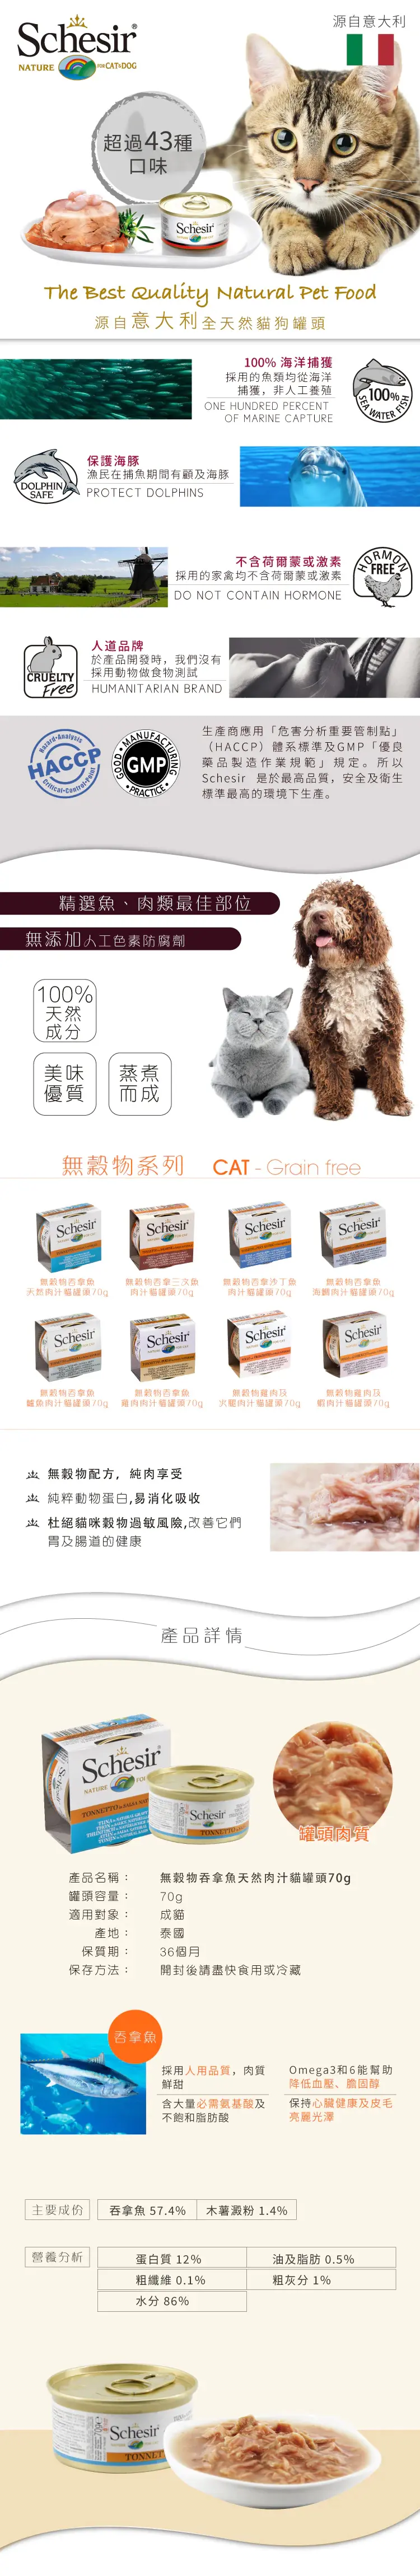 Schesir®
NATURE FOR CAT&DOG
源自意大利
超過43種
口味
Schesir
The Best Quality Natural Pet Food
源自意大利全天然貓狗罐頭
100% 海洋捕獲
採用的魚類均從海洋
捕獲，非人工養殖
ONE HUNDRED PERCENT
OF MARINE CAPTURE
100%
SEA WATER FISH
保護海豚
漁民在捕魚期間有顧及海豚
PROTECT DOLPHINS
DOLPHIN
SAFE
不含荷爾蒙或激素
採用的家禽均不含荷爾蒙或激素
DO NOT CONTAIN HORMONE
HORMON
FREE
人道品牌
於產品開發時，我們沒有
採用動物做食物測試
HUMANITARIAN BRAND
CRUELTY
Free
Hazard·Analysis
HACCP
Critical·Control·Point
GOOD MANUFACTURING
GMP
PRACTICE
生產商應用「危害分析重要管制點」
（HACCP）體系標準及GMP「優良
藥品製造作業規範」規定。所以
Schesir 是於最高品質，安全及衛生
標準最高的環境下生產。
精選魚、肉類最佳部位
無添加人工色素防腐劑
100%
天然
成分
美味
優質
蒸煮
而成
無穀物系列 CAT - Grain free
Schesir
Schesir
Schesir
Schesir
無穀物吞拿魚
天然肉汁貓罐頭70g
無穀物吞拿三文魚
肉汁貓罐頭70g
無穀物吞拿沙丁魚
肉汁貓罐頭70g
無穀物吞拿魚
海鯛肉汁貓罐頭70g
Schesir
Schesir
Schesir
Schesir
無穀物吞拿魚
鱸魚肉汁貓罐頭70g
無穀物吞拿魚
雞肉肉汁貓罐頭70g
無穀物雞肉及
火腿肉汁貓罐頭70g
無穀物雞肉及
蝦肉汁貓罐頭70g
無穀物配方，純肉享受
純粹動物蛋白,易消化吸收
杜絕貓咪穀物過敏風險,改善它們
胃及腸道的健康
產品詳情
Schesir
NATURE FOR
Schesir
罐頭肉質
產品名稱： 無穀物吞拿魚天然肉汁貓罐頭70g
罐頭容量： 70g
適用對象： 成貓
產地： 泰國
保質期： 36個月
保存方法： 開封後請盡快食用或冷藏
吞拿魚
採用人用品質，肉質
鮮甜
含大量必需氨基酸及
不飽和脂肪酸
Omega3和6能幫助
降低血壓、膽固醇
保持心臟健康及皮毛
亮麗光澤
主要成份 吞拿魚 57.4% 木薯澱粉 1.4%
營養分析 蛋白質 12% 油及脂肪 0.5%
粗纖維 0.1% 粗灰分 1%
水分 86%
Schesir
TONNET